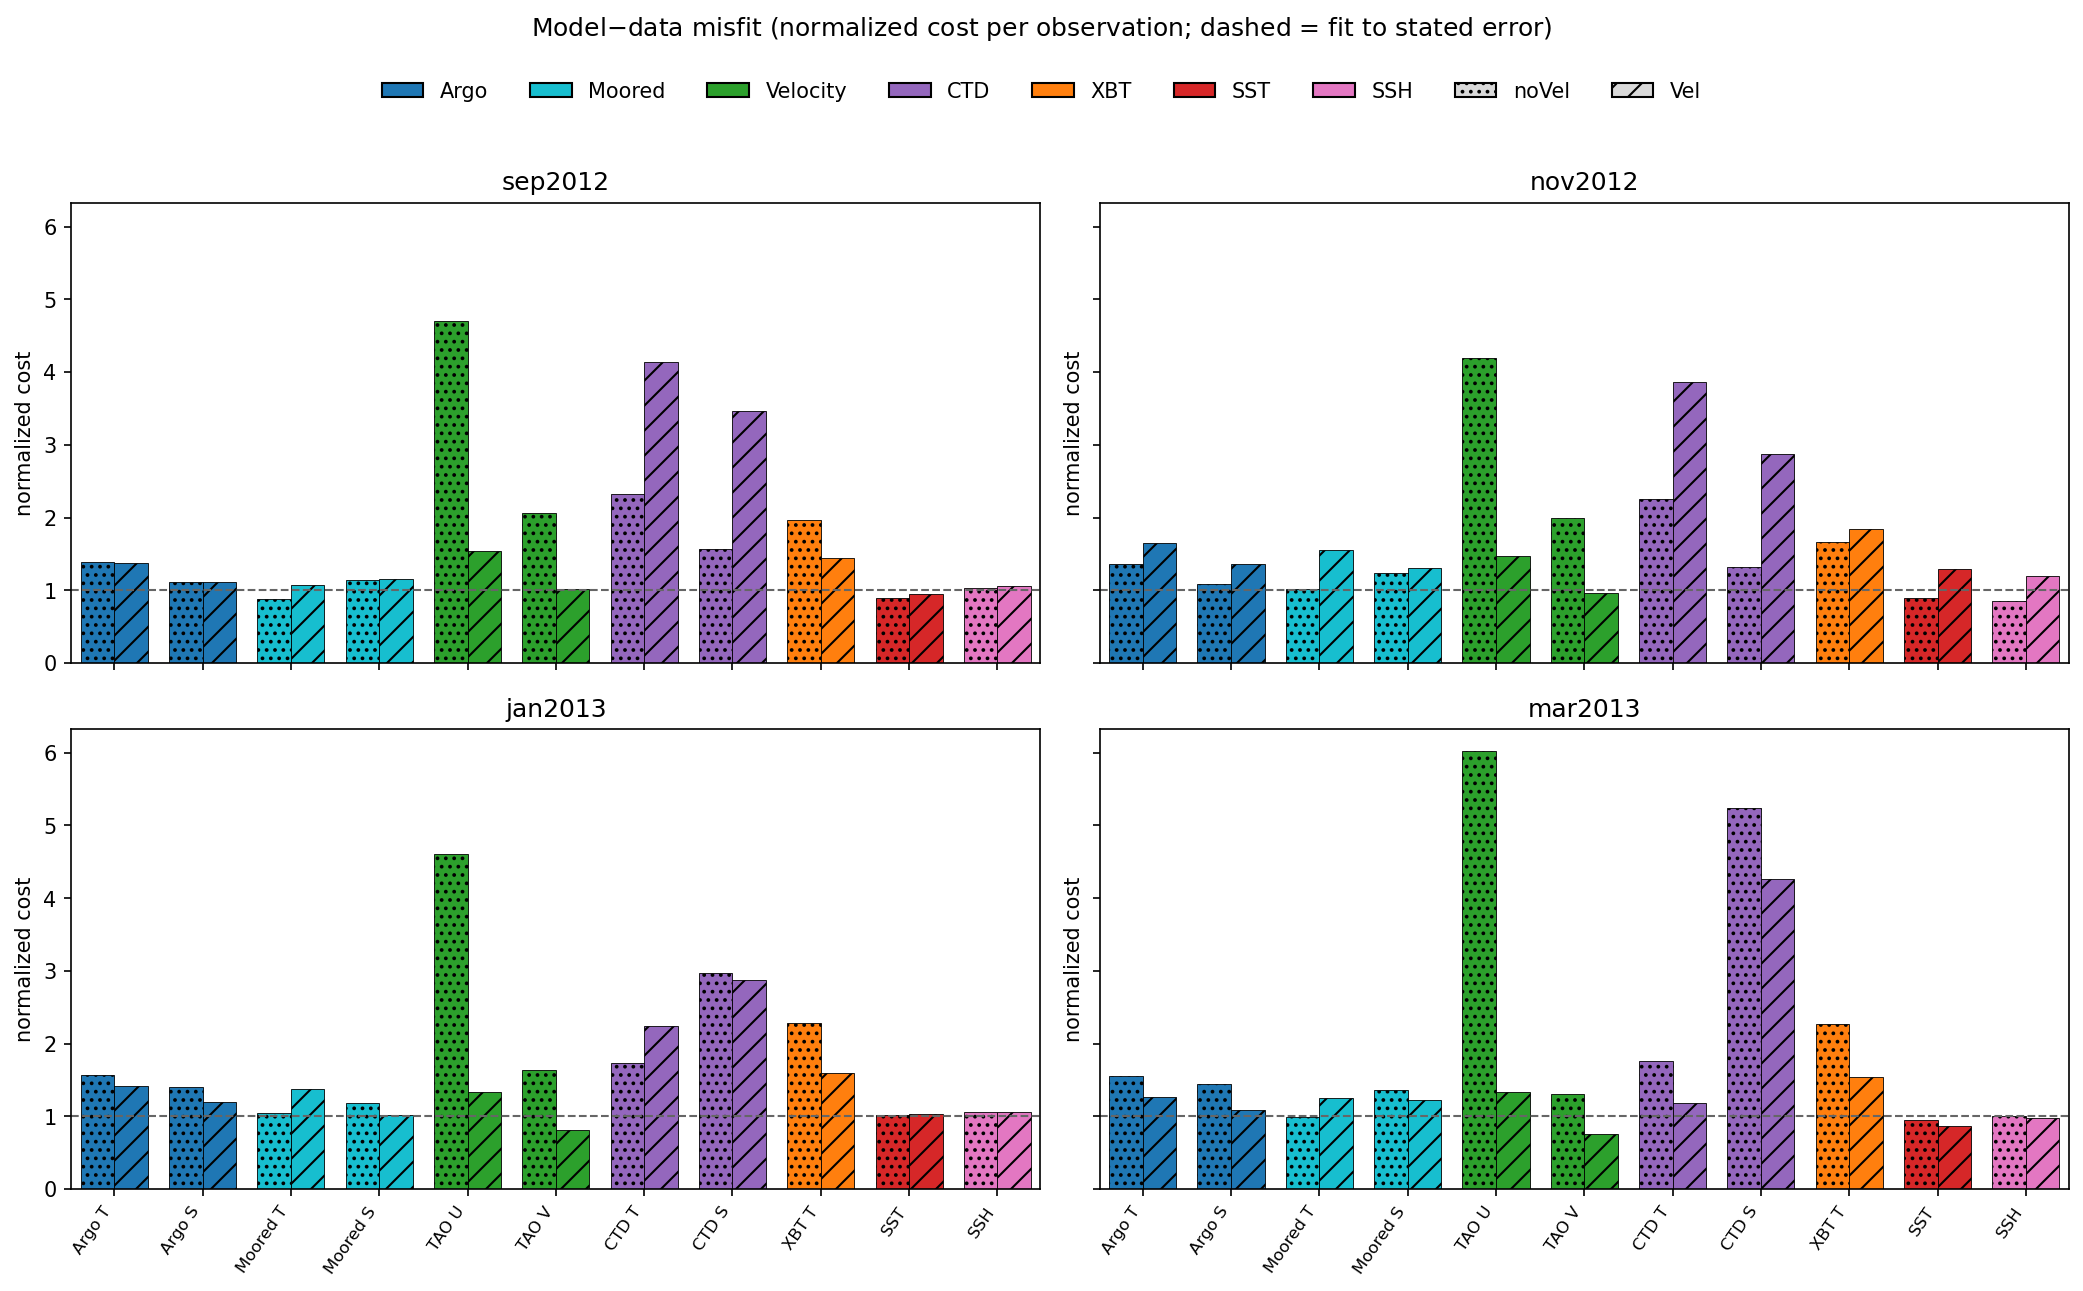 Model−data misfit (normalized cost per observation; dashed = fit to stated error)
Argo Moored Velocity CTD XBT SST SSH noVel Vel
sep2012
normalized cost
6
5
4
3
2
1
0
nov2012
normalized cost
jan2013
normalized cost
6
5
4
3
2
1
0
Argo T Argo S Moored T Moored S TAO U TAO V CTD T CTD S XBT T SST SSH
mar2013
normalized cost
Argo T Argo S Moored T Moored S TAO U TAO V CTD T CTD S XBT T SST SSH